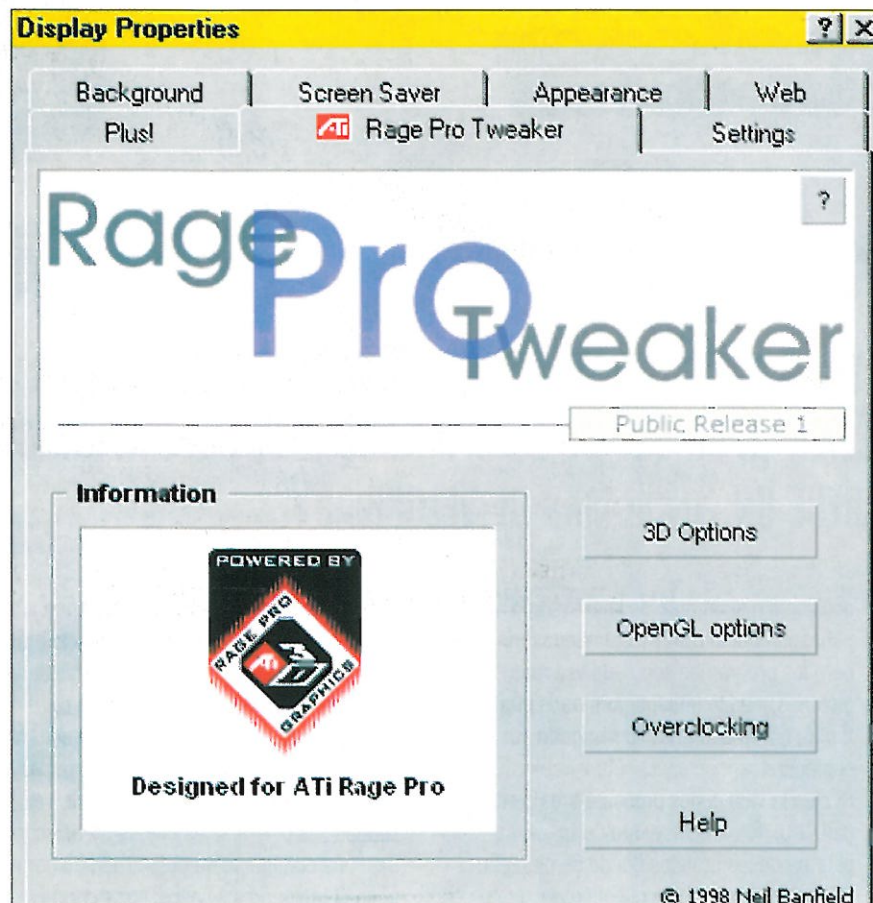 Display Properties
?
Background
Screen Saver
Appearance
Web
Plus!
ATi Rage Pro Tweaker
Settings
?
Rage
Pro
Tweaker
Public Release 1
Information
POWERED BY
RAGE PRO
ATi 3D
GRAPHICS
Designed for ATi Rage Pro
3D Options
OpenGL options
Overclocking
Help
© 1998 Neil Banfield